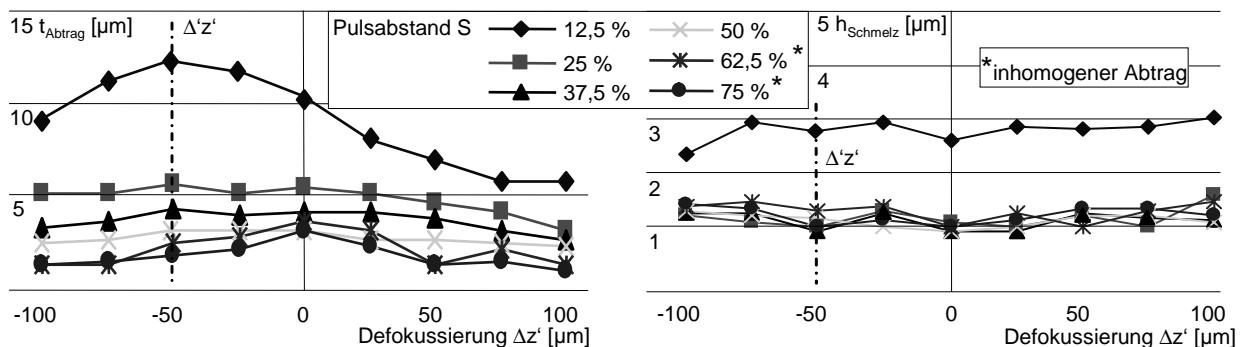 15 t_Abtrag [µm]
Δ‘z‘
10
5
-100 -50 0 50 100
Defokussierung Δz‘ [µm]
Pulsabstand S
12,5 %
25 %
37,5 %
50 %
62,5 % *
75 % *
5 h_Schmelz [µm]
*inhomogener Abtrag
4
3
Δ‘z‘
2
1
-100 -50 0 50 100
Defokussierung Δz‘ [µm]